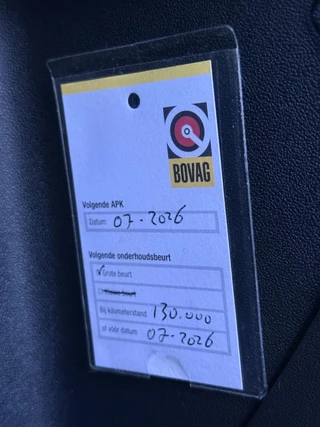 BOVAG
Volgende APK
Datum 07-2026
Volgende onderhoudsbeurt
Grote beurt
Bij kilometerstand 130.000
of vóór datum 07-2026